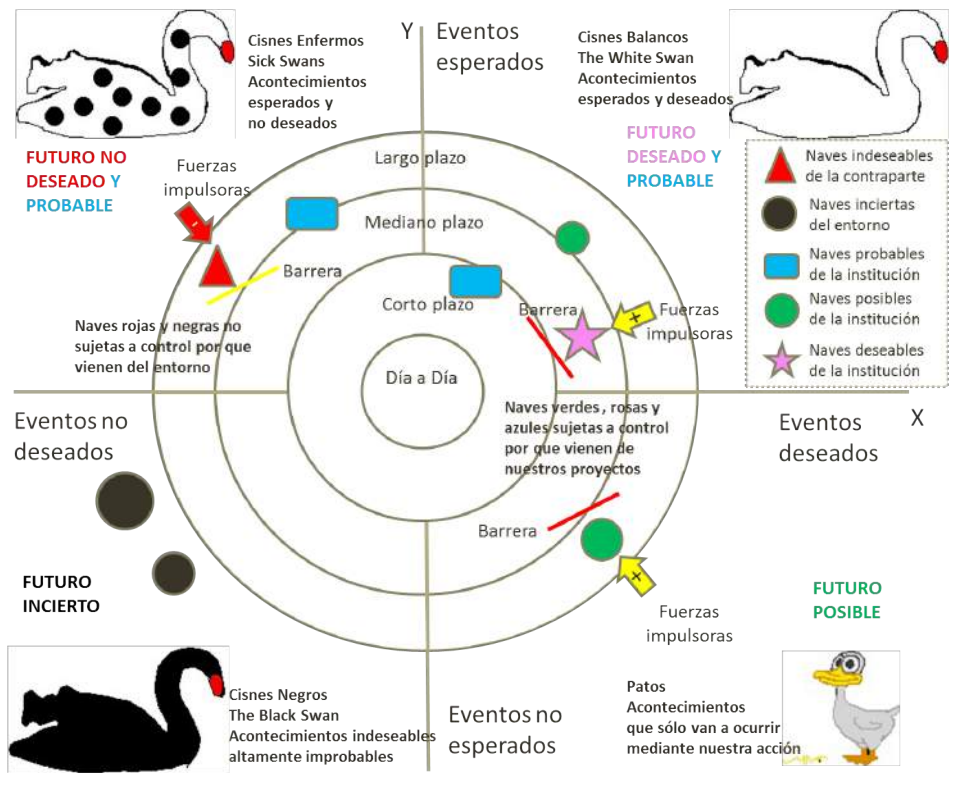 Cisnes Enfermos
Sick Swans
Acontecimientos
esperados y
no deseados
Y
Eventos
esperados
Cisnes Balancos
The White Swan
Acontecimientos
esperados y deseados
FUTURO NO
DESEADO Y
PROBABLE
Fuerzas
impulsoras
-
Largo plazo
Mediano plazo
Corto plazo
Día a Día
FUTURO
DESEADO Y
PROBABLE
Naves indeseables
de la contraparte
Naves inciertas
del entorno
Naves probables
de la institución
Naves posibles
de la institución
Naves deseables
de la institución
Barrera
Barrera
+
Fuerzas
impulsoras
Naves rojas y negras no
sujetas a control por que
vienen del entorno
Eventos no
deseados
Naves verdes, rosas y
azules sujetas a control
por que vienen de
nuestros proyectos
Eventos
deseados
X
Barrera
+
Fuerzas
impulsoras
FUTURO
INCIERTO
FUTURO
POSIBLE
Cisnes Negros
The Black Swan
Acontecimientos indeseables
altamente improbables
Eventos no
esperados
Patos
Acontecimientos
que sólo van a ocurrir
mediante nuestra acción